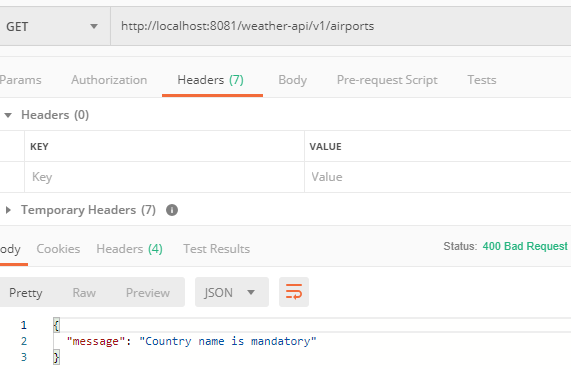 GET http://localhost:8081/weather-api/v1/airports
Params Authorization Headers (7) Body Pre-request Script Tests
Headers (0)
KEY VALUE
Key Value
Temporary Headers (7) i
ody Cookies Headers (4) Test Results Status: 400 Bad Request
Pretty Raw Preview JSON
1 {
2 "message": "Country name is mandatory"
3 }